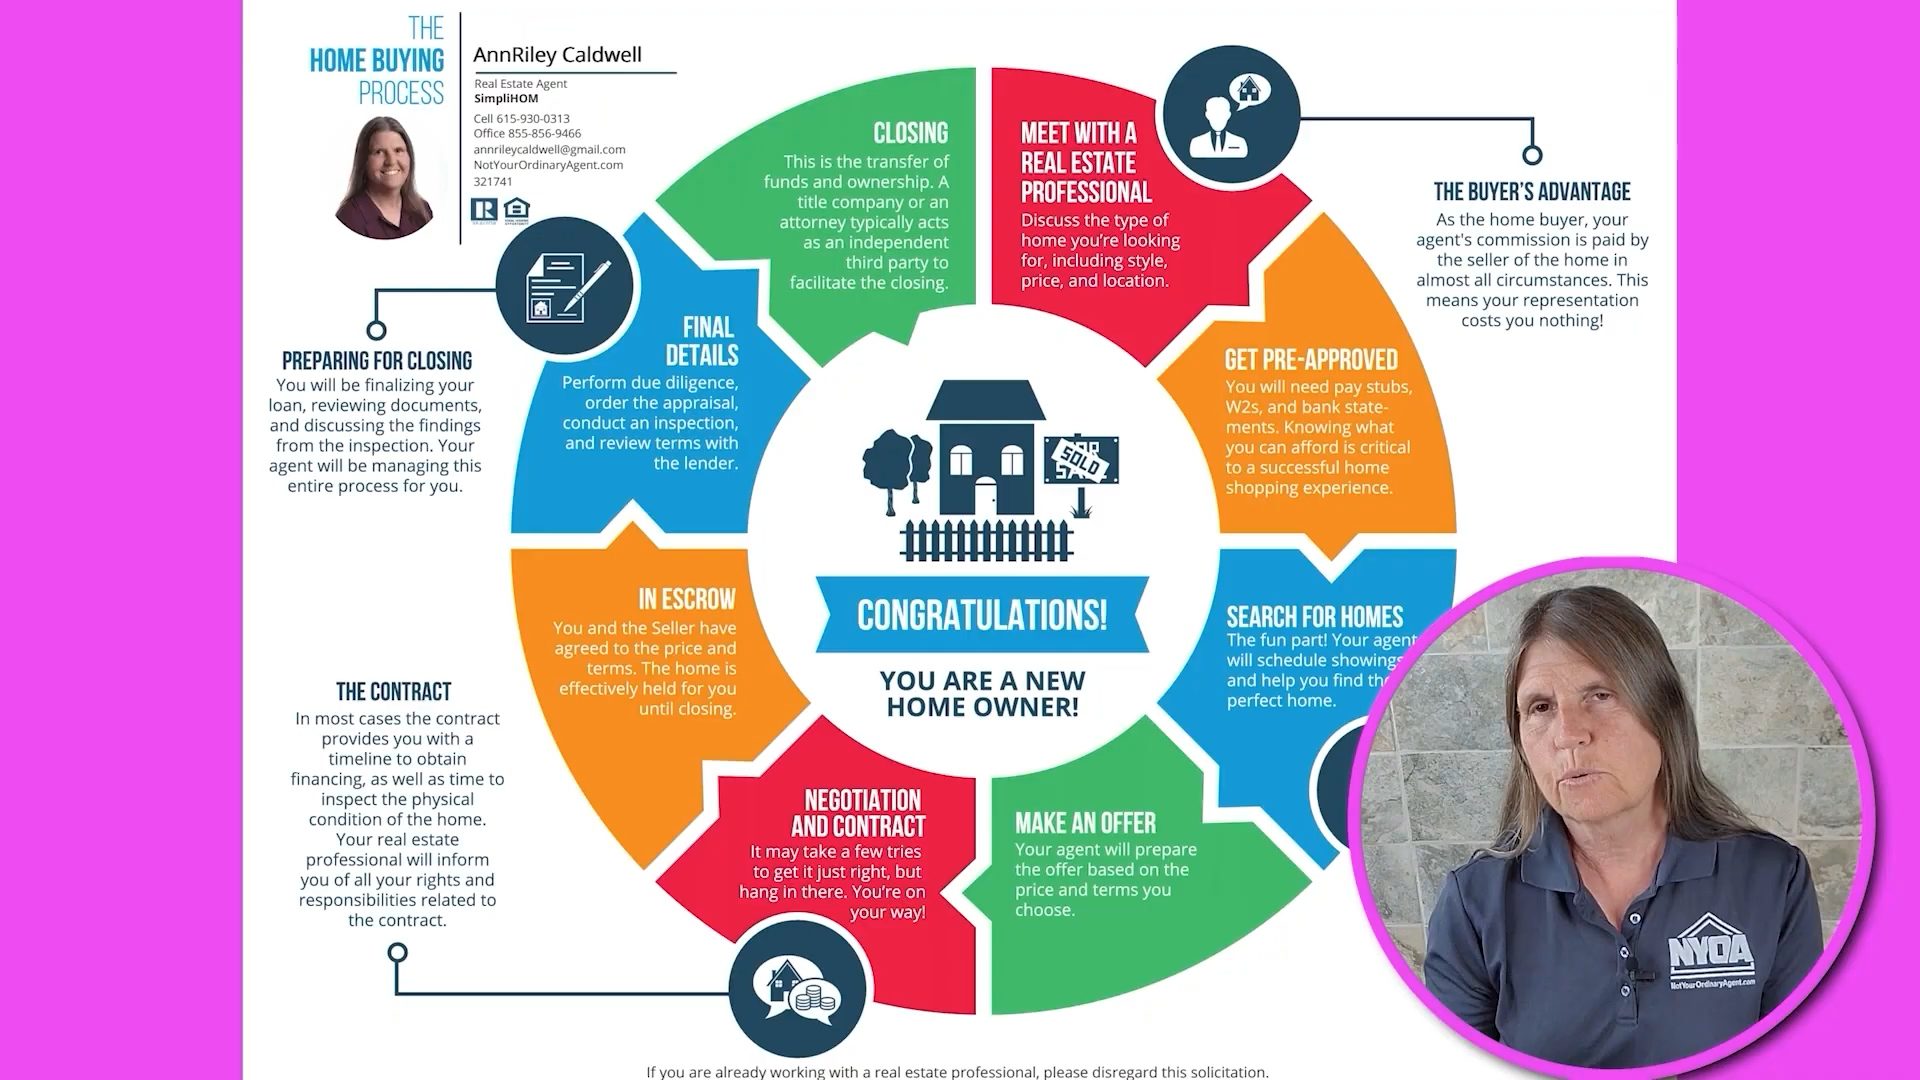 THE
HOME BUYING
PROCESS
AnnRiley Caldwell
Real Estate Agent
SimpliHOM
Cell 615-930-0313
Office 855-856-9466
annrileycaldwell@gmail.com
NotYourOrdinaryAgent.com
321741
CLOSING
This is the transfer of
funds and ownership. A
title company or an
attorney typically acts
as an independent
third party to
facilitate the closing.
MEET WITH A
REAL ESTATE
PROFESSIONAL
Discuss the type of
home you're looking
for, including style,
price, and location.
THE BUYER'S ADVANTAGE
As the home buyer, your
agent's commission is paid by
the seller of the home in
almost all circumstances. This
means your representation
costs you nothing!
GET PRE-APPROVED
You will need pay stubs,
W2s, and bank state-
ments. Knowing what
you can afford is critical
to a successful home
shopping experience.
SEARCH FOR HOMES
The fun part! Your agent
will schedule showings
and help you find the
perfect home.
MAKE AN OFFER
Your agent will prepare
the offer based on the
price and terms you
choose.
NEGOTIATION
AND CONTRACT
It may take a few tries
to get it just right, but
hang in there. You're on
your way!
THE CONTRACT
In most cases the contract
provides you with a
timeline to obtain
financing, as well as time to
inspect the physical
condition of the home.
Your real estate
professional will inform
you of all your rights and
responsibilities related to
the contract.
IN ESCROW
You and the Seller have
agreed to the price and
terms. The home is
effectively held for you
until closing.
FINAL
DETAILS
Perform due diligence,
order the appraisal,
conduct an inspection,
and review terms with
the lender.
PREPARING FOR CLOSING
You will be finalizing your
loan, reviewing documents,
and discussing the findings
from the inspection. Your
agent will be managing this
entire process for you.
SOLD
CONGRATULATIONS!
YOU ARE A NEW
HOME OWNER!
NYOA
NotYourOrdinaryAgent.com
If you are already working with a real estate professional, please disregard this solicitation.